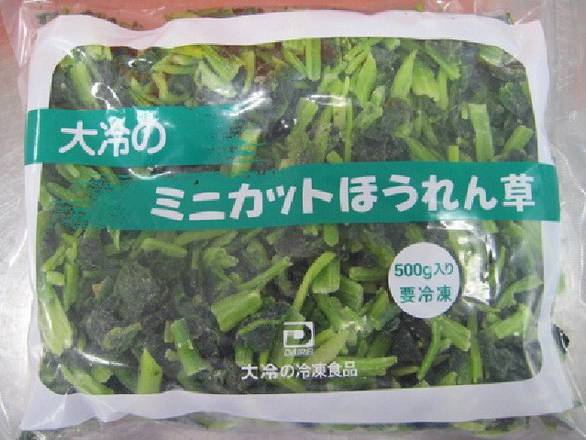 大冷の
ミニカットほうれん草
500g入り
要冷凍
DAIREI
大冷の冷凍食品